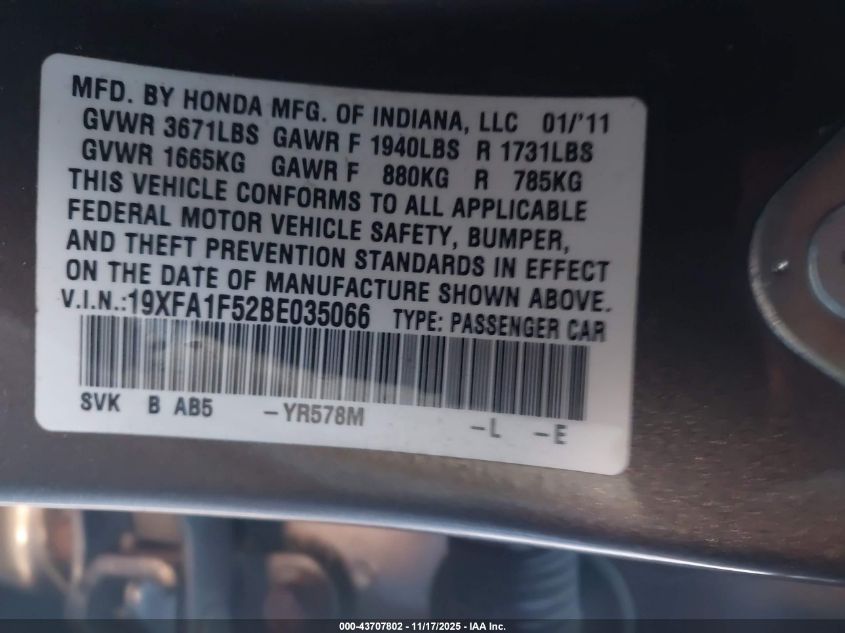 MFD. BY HONDA MFG. OF INDIANA, LLC 01/'11
GVWR 3671LBS GAWR F 1940LBS R 1731LBS
GVWR 1665KG GAWR F 880KG R 785KG
THIS VEHICLE CONFORMS TO ALL APPLICABLE
FEDERAL MOTOR VEHICLE SAFETY, BUMPER,
AND THEFT PREVENTION STANDARDS IN EFFECT
ON THE DATE OF MANUFACTURE SHOWN ABOVE.
V.I.N.:19XFA1F52BE035066 TYPE: PASSENGER CAR
SVK B AB5 -YR578M -L -E
000-43707802 - 11/17/2025 - IAA Inc.